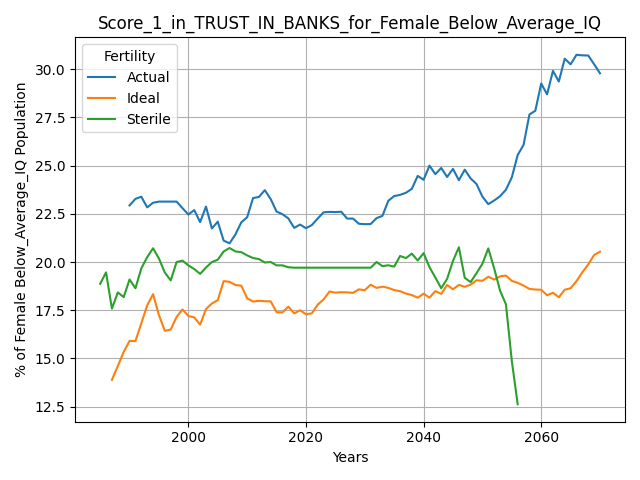 Score_1_in_TRUST_IN_BANKS_for_Female_Below_Average_IQ
Fertility
Actual
Ideal
Sterile
% of Female Below_Average_IQ Population
30.0
27.5
25.0
22.5
20.0
17.5
15.0
12.5
2000
2020
2040
2060
Years